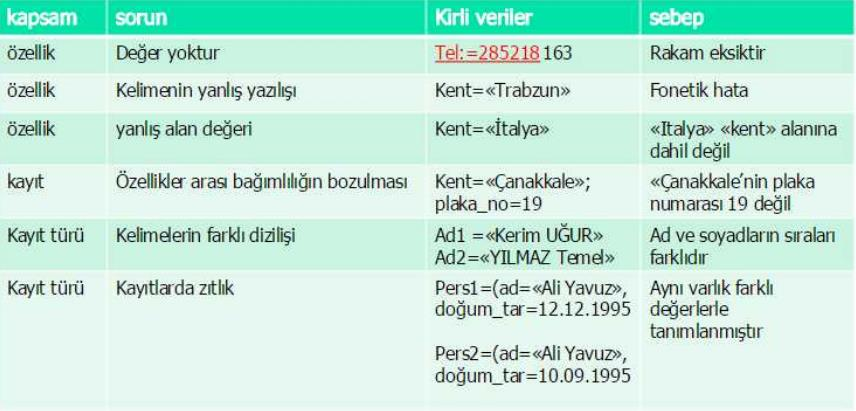 kapsam sorun Kirli veriler sebep
özellik Değer yoktur Tel:=285218 163 Rakam eksiktir
özellik Kelimenin yanlış yazılışı Kent=«Trabzun» Fonetik hata
özellik yanlış alan değeri Kent=«İtalya» «Italya» «kent» alanına
dahil değil
kayıt Özellikler arası bağımlılığın bozulması Kent=«Çanakkale»; «Çanakkale’nin plaka
plaka_no=19 numarası 19 değil
Kayıt türü Kelimelerin farklı dizilişi Ad1 =«Kerim UĞUR» Ad ve soyadların sıraları
Ad2=«YILMAZ Temel» farklıdır
Kayıt türü Kayıtlarda zıtlık Pers1=(ad=«Ali Yavuz», Aynı varlık farklı
doğum_tar=12.12.1995 değerlerle
tanımlanmıştır
Pers2=(ad=«Ali Yavuz»,
doğum_tar=10.09.1995